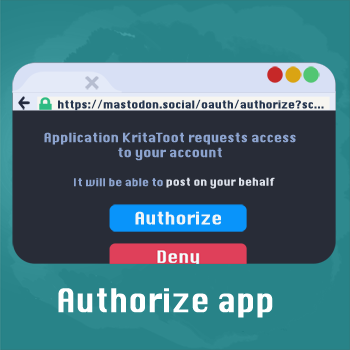 https://mastodon.social/oauth/authorize?sc...
Application KritaToot requests access
to your account
It will be able to post on your behalf
Authorize
Deny
Authorize app